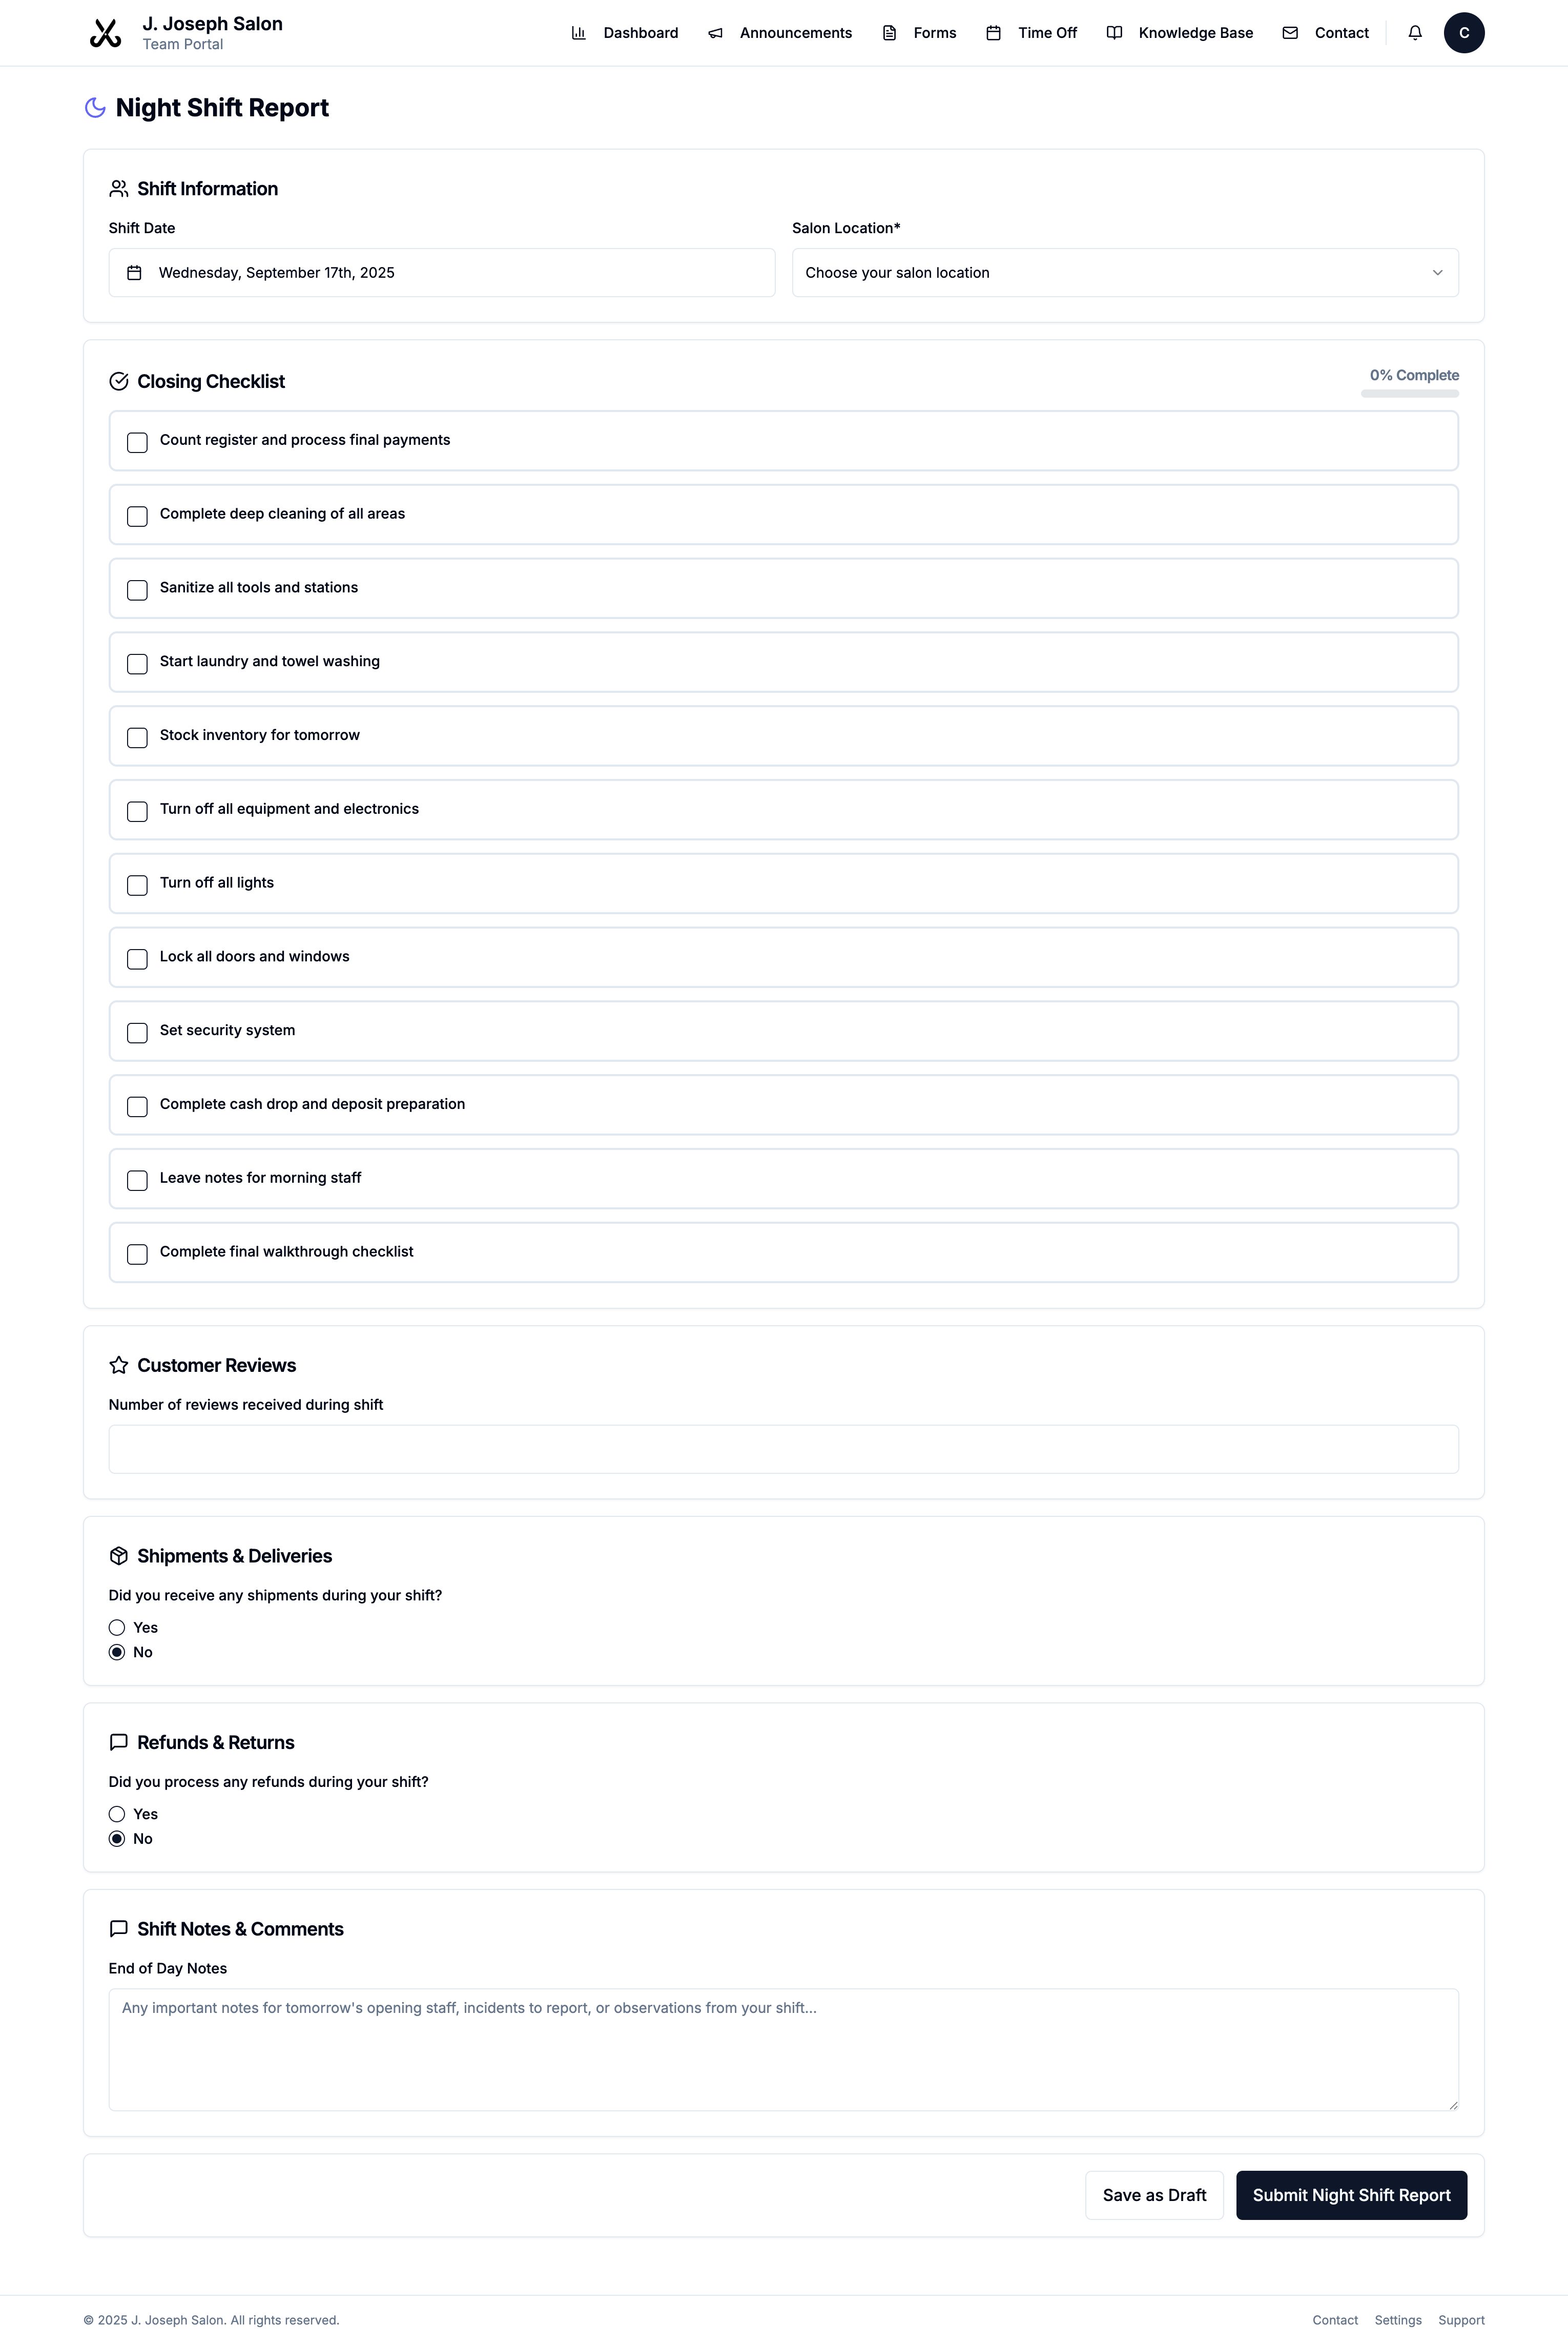 J. Joseph Salon
Team Portal
Dashboard
Announcements
Forms
Time Off
Knowledge Base
Contact
C
Night Shift Report
Shift Information
Shift Date
Wednesday, September 17th, 2025
Salon Location*
Choose your salon location
Closing Checklist
0% Complete
Count register and process final payments
Complete deep cleaning of all areas
Sanitize all tools and stations
Start laundry and towel washing
Stock inventory for tomorrow
Turn off all equipment and electronics
Turn off all lights
Lock all doors and windows
Set security system
Complete cash drop and deposit preparation
Leave notes for morning staff
Complete final walkthrough checklist
Customer Reviews
Number of reviews received during shift
Shipments & Deliveries
Did you receive any shipments during your shift?
Yes
No
Refunds & Returns
Did you process any refunds during your shift?
Yes
No
Shift Notes & Comments
End of Day Notes
Any important notes for tomorrow's opening staff, incidents to report, or observations from your shift...
Save as Draft
Submit Night Shift Report
© 2025 J. Joseph Salon. All rights reserved.
Contact
Settings
Support